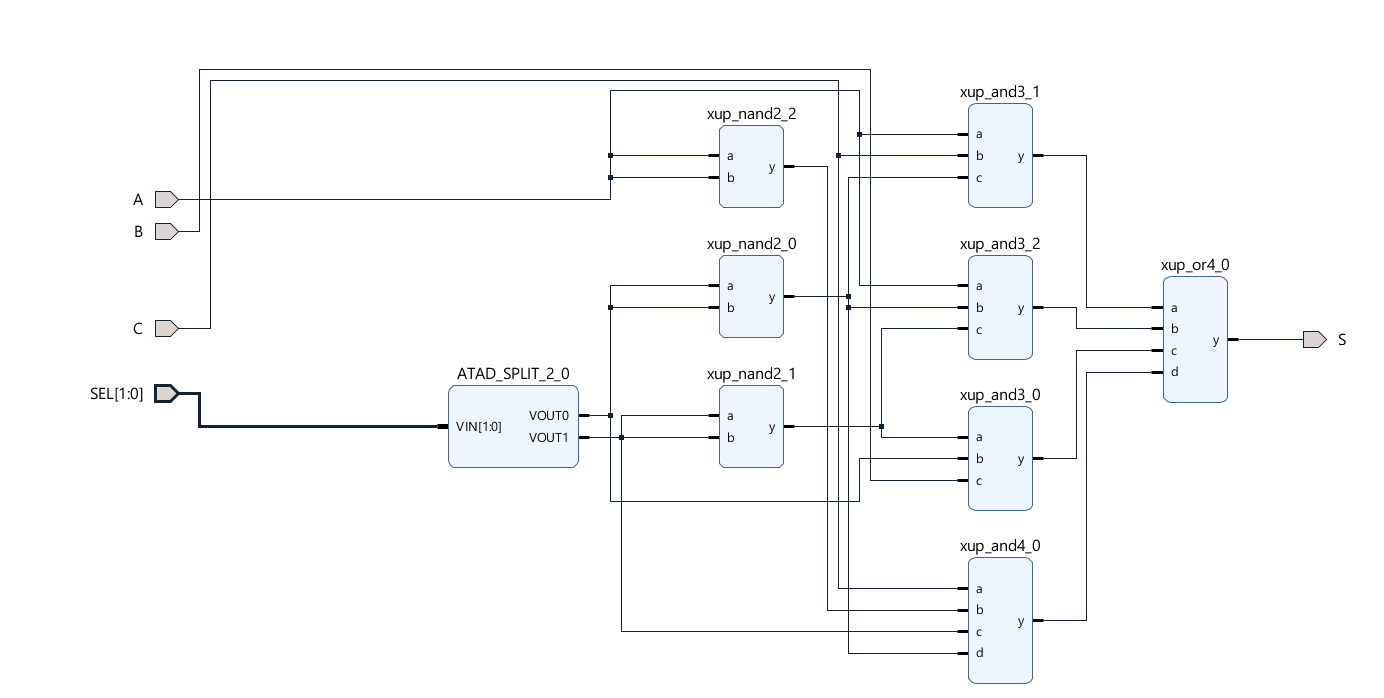 xup_and3_1
a
b
c
y
xup_nand2_2
a
b
y
A
B
xup_and3_2
a
b
c
y
xup_nand2_0
a
b
y
xup_or4_0
a
b
c
d
y
S
C
SEL[1:0]
ATAD_SPLIT_2_0
VIN[1:0]
VOUT0
VOUT1
xup_nand2_1
a
b
y
xup_and3_0
a
b
c
y
xup_and4_0
a
b
c
d
y